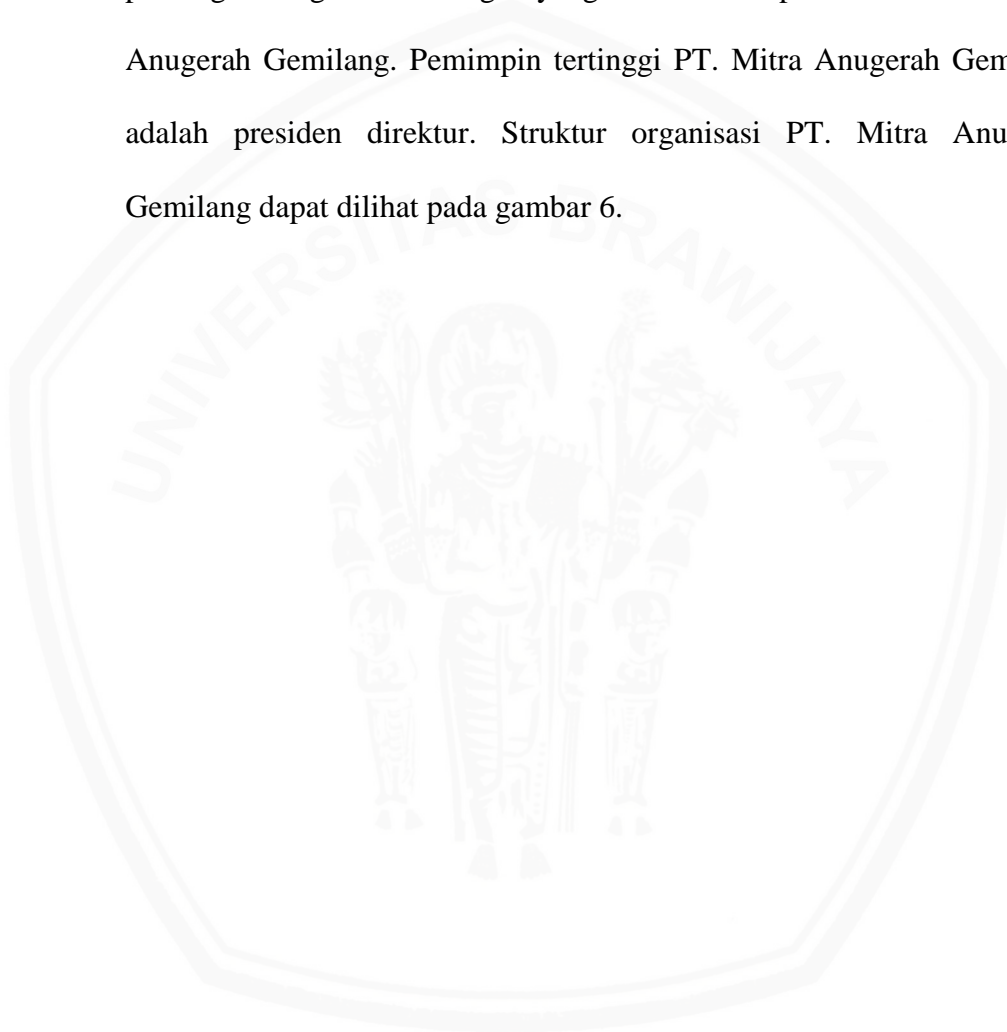 Anugerah Gemilang. Pemimpin tertinggi PT. Mitra Anugerah Gem
adalah presiden direktur. Struktur organisasi PT. Mitra Anu
Gemilang dapat dilihat pada gambar 6.
UNIVERSITAS BRAWIJAYA